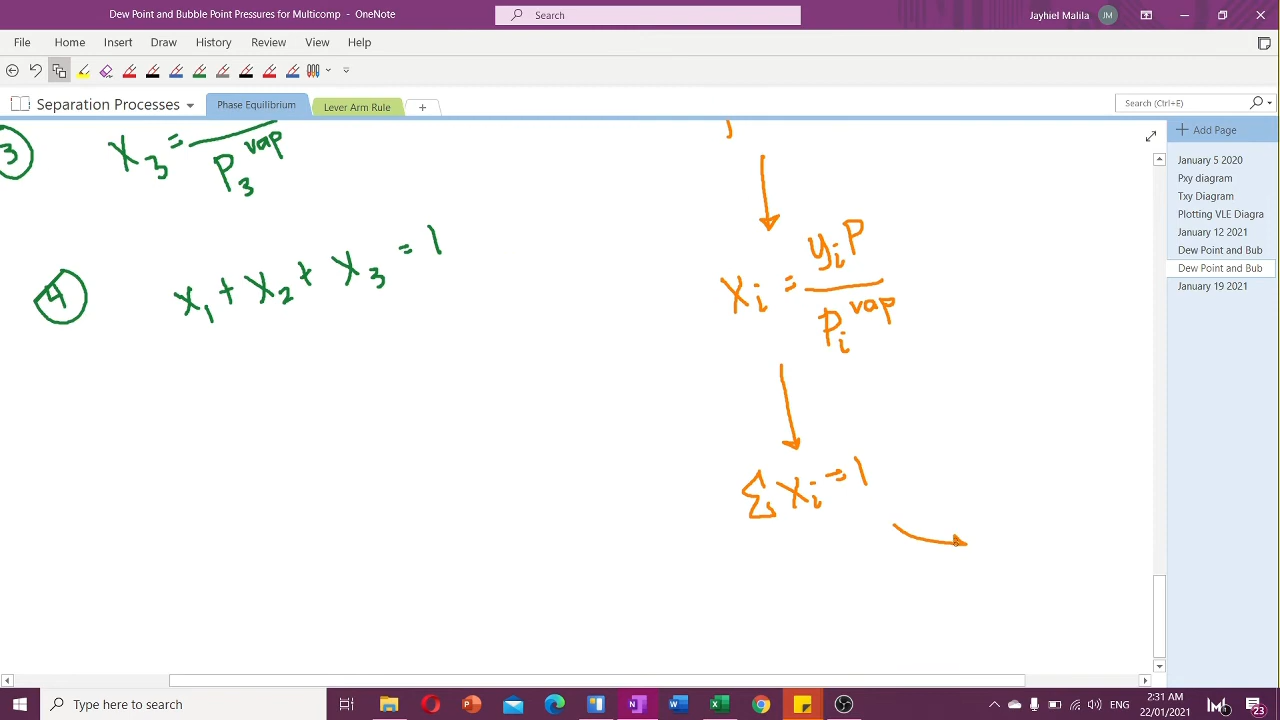 Dew Point and Bubble Point Pressures for Multicomp - OneNote
Search
Jayhiel Malila
JM
File Home Insert Draw History Review View Help
Separation Processes
Phase Equilibrium
Lever Arm Rule
Search (Ctrl+E)
Add Page
January 5 2020
Pxy diagram
Txy Diagram
Plotting VLE Diagra
January 12 2021
Dew Point and Bub
Dew Point and Bub
January 19 2021
3
x₃ = / P₃ᵛᵃᵖ
4
x₁ + x₂ + x₃ = 1
xᵢ = yᵢP / Pᵢᵛᵃᵖ
Σ xᵢ = 1
Type here to search
ENG
2:31 AM
22/01/2021
23